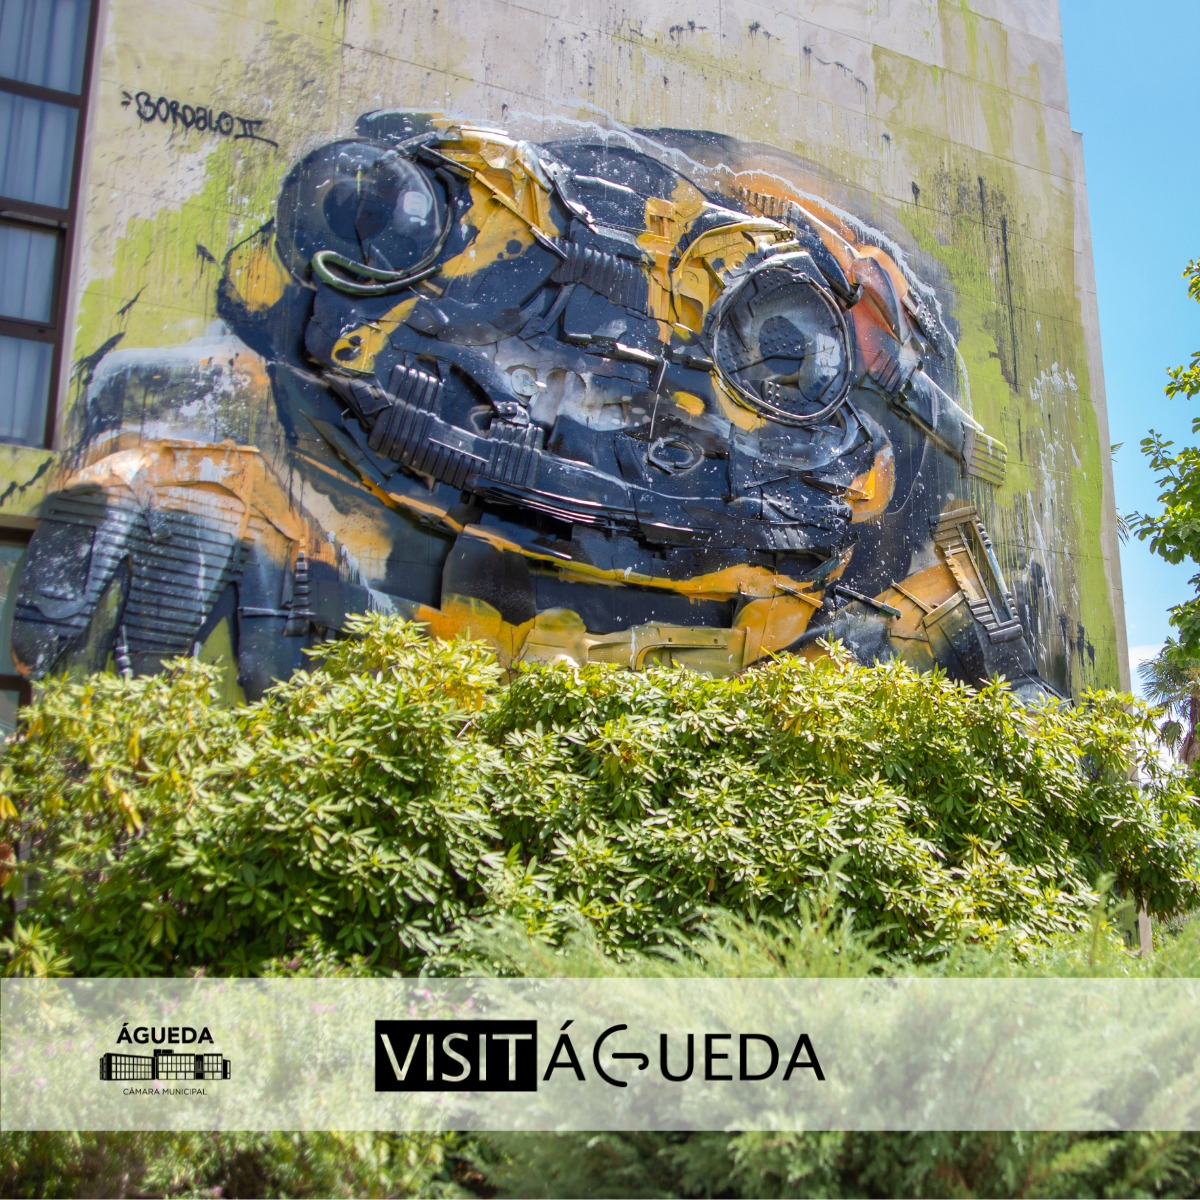 BORDALO II
ÁGUEDA
CÂMARA MUNICIPAL
VISIT ÁGUEDA